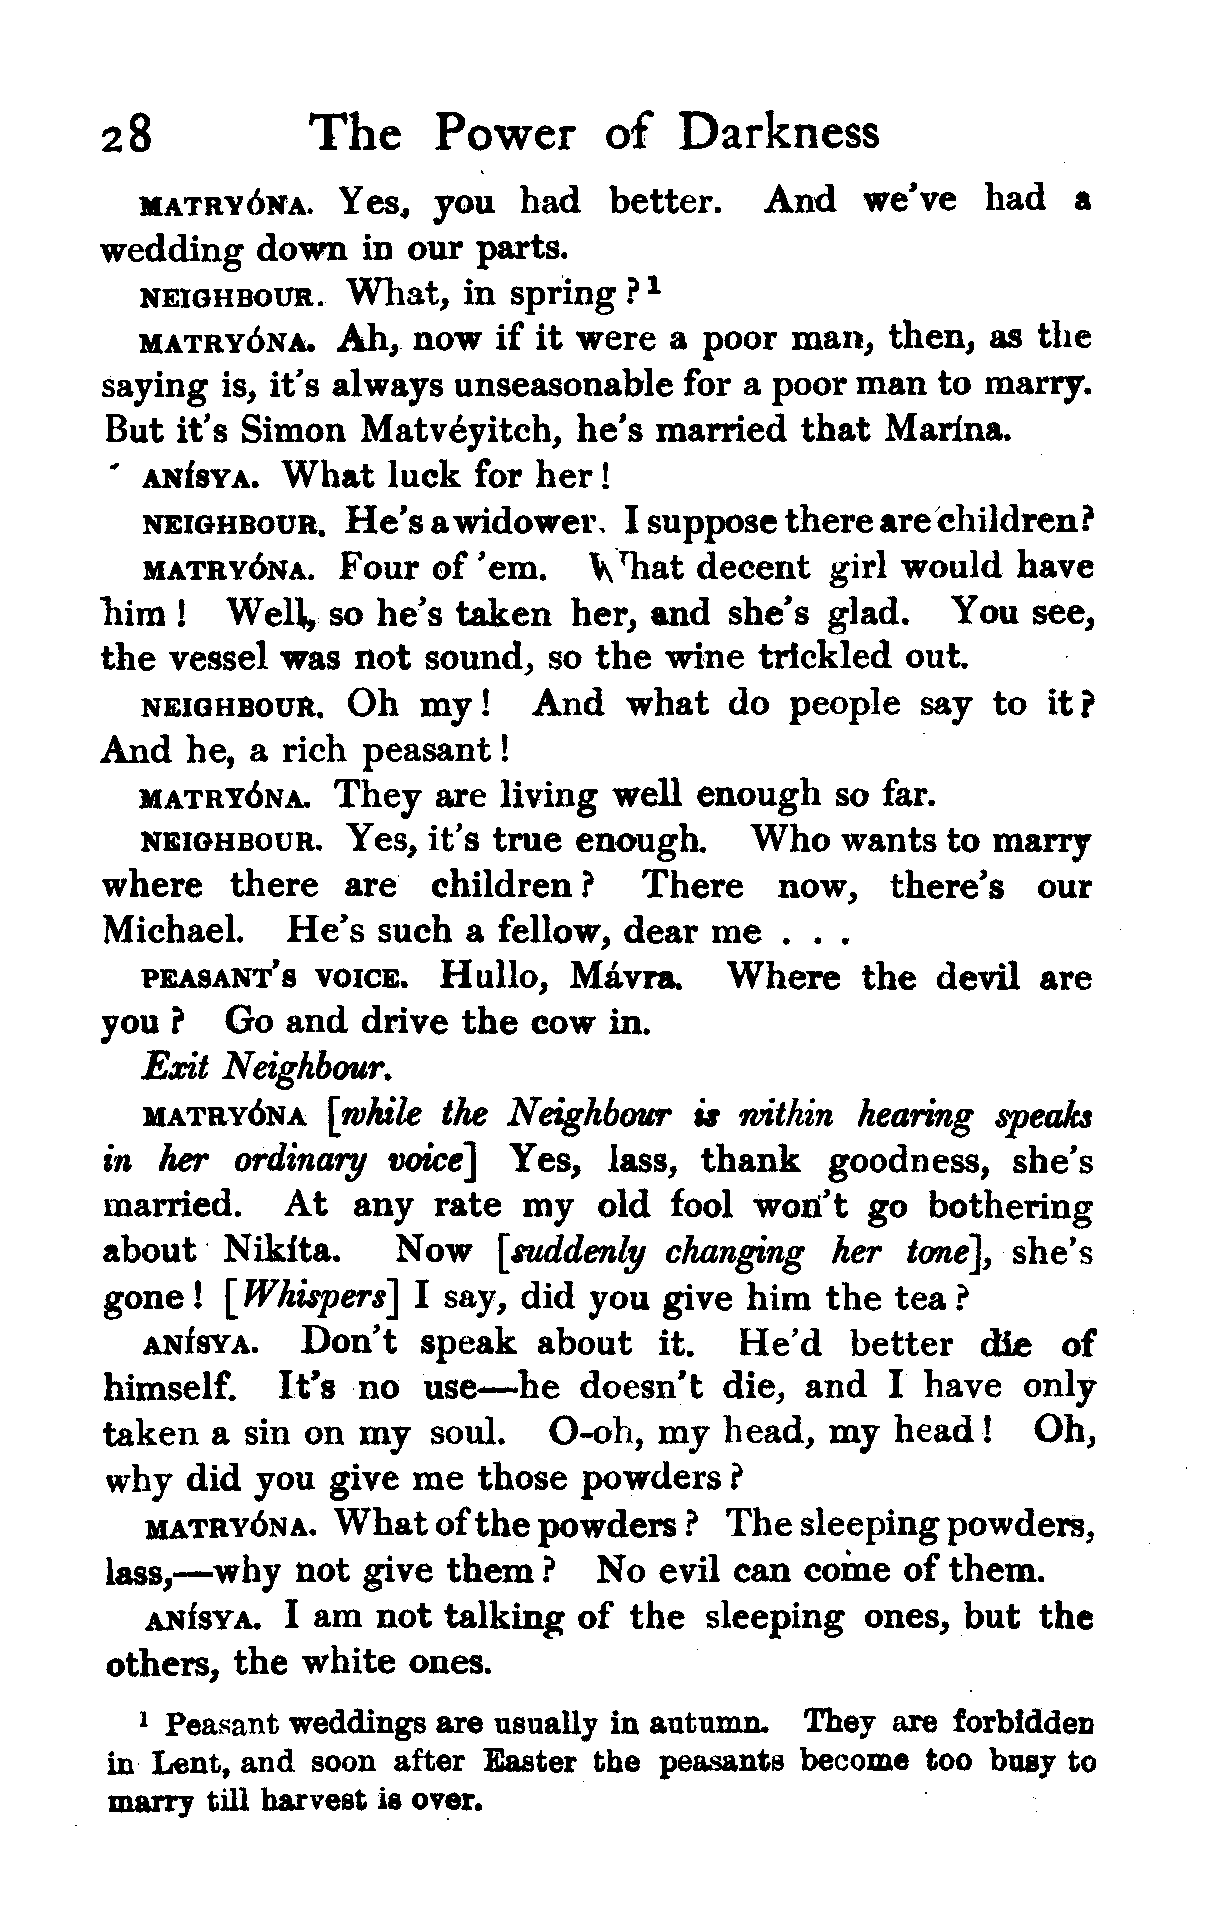 28 The Power of Darkness
MATRYÓNA. Yes, you had better. And we've had a
wedding down in our parts.
NEIGHBOUR. What, in spring?¹
MATRYÓNA. Ah, now if it were a poor man, then, as the
saying is, it's always unseasonable for a poor man to marry.
But it's Simon Matvéyitch, he's married that Marína.
ANÍSYA. What luck for her!
NEIGHBOUR. He's a widower. I suppose there are children?
MATRYÓNA. Four of 'em. What decent girl would have
him! Well, so he's taken her, and she's glad. You see,
the vessel was not sound, so the wine trickled out.
NEIGHBOUR. Oh my! And what do people say to it?
And he, a rich peasant!
MATRYÓNA. They are living well enough so far.
NEIGHBOUR. Yes, it's true enough. Who wants to marry
where there are children? There now, there's our
Michael. He's such a fellow, dear me . . .
PEASANT'S VOICE. Hullo, Mávra. Where the devil are
you? Go and drive the cow in.
Exit Neighbour.
MATRYÓNA [while the Neighbour is within hearing speaks
in her ordinary voice] Yes, lass, thank goodness, she's
married. At any rate my old fool won't go bothering
about Nikíta. Now [suddenly changing her tone], she's
gone! [Whispers] I say, did you give him the tea?
ANÍSYA. Don't speak about it. He'd better die of
himself. It's no use—he doesn't die, and I have only
taken a sin on my soul. O-oh, my head, my head! Oh,
why did you give me those powders?
MATRYÓNA. What of the powders? The sleeping powders,
lass,—why not give them? No evil can come of them.
ANÍSYA. I am not talking of the sleeping ones, but the
others, the white ones.
¹ Peasant weddings are usually in autumn. They are forbidden
in Lent, and soon after Easter the peasants become too busy to
marry till harvest is over.